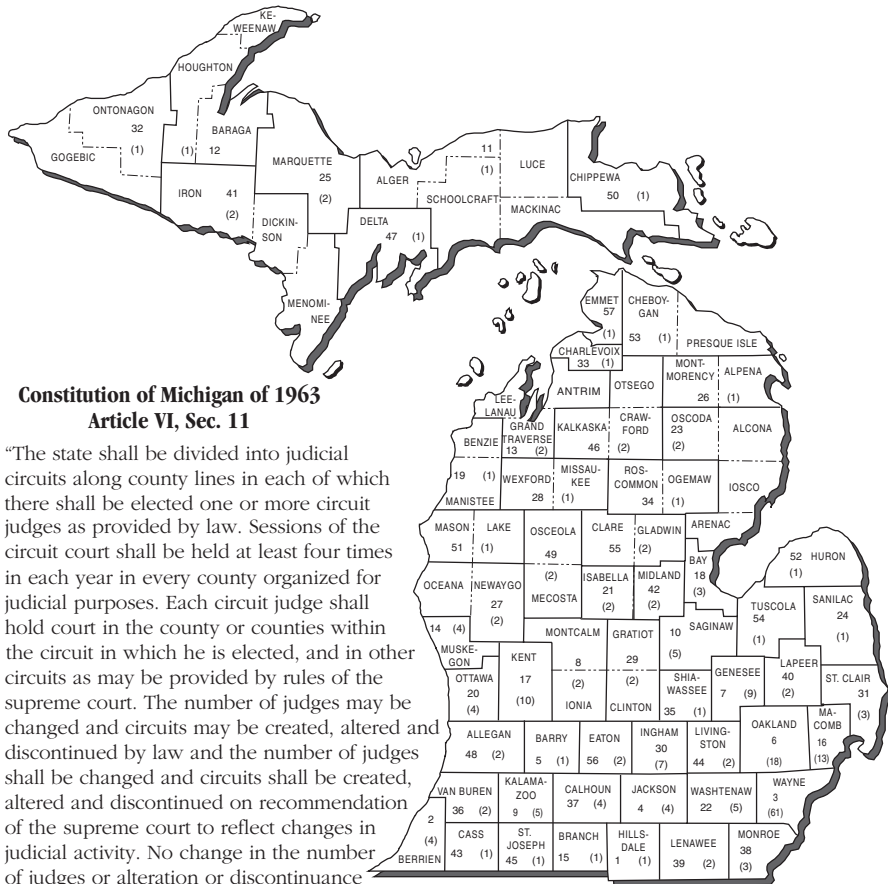 KE-
WEENAW
HOUGHTON
ONTONAGON
32
(1)
GOGEBIC
BARAGA
(1) 12
MARQUETTE
25
(2)
IRON 41
(2)
DICKIN-
SON
MENOMI-
NEE
ALGER
DELTA
47 (1)
11
(1)
SCHOOLCRAFT
LUCE
MACKINAC
CHIPPEWA
50 (1)
EMMET
57
(1)
CHEBOY-
GAN
53 (1)
PRESQUE ISLE
CHARLEVOIX
33 (1)
ANTRIM
OTSEGO
MONT-
MORENCY
26
ALPENA
(1)
Constitution of Michigan of 1963
Article VI, Sec. 11
“The state shall be divided into judicial
circuits along county lines in each of which
there shall be elected one or more circuit
judges as provided by law. Sessions of the
circuit court shall be held at least four times
in each year in every county organized for
judicial purposes. Each circuit judge shall
hold court in the county or counties within
the circuit in which he is elected, and in other
circuits as may be provided by rules of the
supreme court. The number of judges may be
changed and circuits may be created, altered and
discontinued by law and the number of judges
shall be changed and circuits shall be created,
altered and discontinued on recommendation
of the supreme court to reflect changes in
judicial activity. No change in the number
of judges or alteration or discontinuance
LEE-
LANAU
BENZIE
GRAND
TRAVERSE
13 (2)
KALKASKA
46
CRAW-
FORD
(2)
OSCODA
23
(2)
ALCONA
19 (1)
MANISTEE
WEXFORD
28
MISSAU-
KEE
(1)
ROS-
COMMON
34
OGEMAW
(1)
IOSCO
MASON
51
LAKE
(1)
OSCEOLA
49
(2)
MECOSTA
CLARE
55
GLADWIN
(2)
ARENAC
OCEANA
NEWAYGO
27
(2)
ISABELLA
21
(2)
MIDLAND
42
(2)
BAY
18
(3)
52 HURON
(1)
TUSCOLA
54
(1)
SANILAC
24
(1)
14 (4)
MUSKE-
GON
MONTCALM
8
(2)
IONIA
GRATIOT
29
(2)
CLINTON
10 SAGINAW
(5)
OTTAWA
20
(4)
KENT
17
(10)
SHIA-
WASSEE
35 (1)
GENESEE
7 (9)
LAPEER
40
(2)
ST. CLAIR
31
(3)
ALLEGAN
48 (2)
BARRY
5 (1)
EATON
56 (2)
INGHAM
30
(7)
LIVING-
STON
44 (2)
OAKLAND
6
(18)
MA-
COMB
16
(13)
VAN BUREN
36 (2)
KALAMA-
ZOO
9 (5)
CALHOUN
37 (4)
JACKSON
4 (4)
WASHTENAW
22 (5)
WAYNE
3
(61)
2
(4)
BERRIEN
CASS
43 (1)
ST.
JOSEPH
45 (1)
BRANCH
15 (1)
HILLS-
DALE
1 (1)
LENAWEE
39 (2)
MONROE
38
(3)